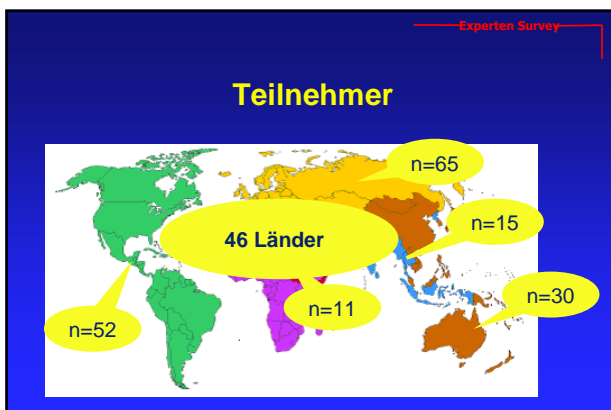 Experten Survey
Teilnehmer
n=65
46 Länder
n=15
n=11
n=30
n=52